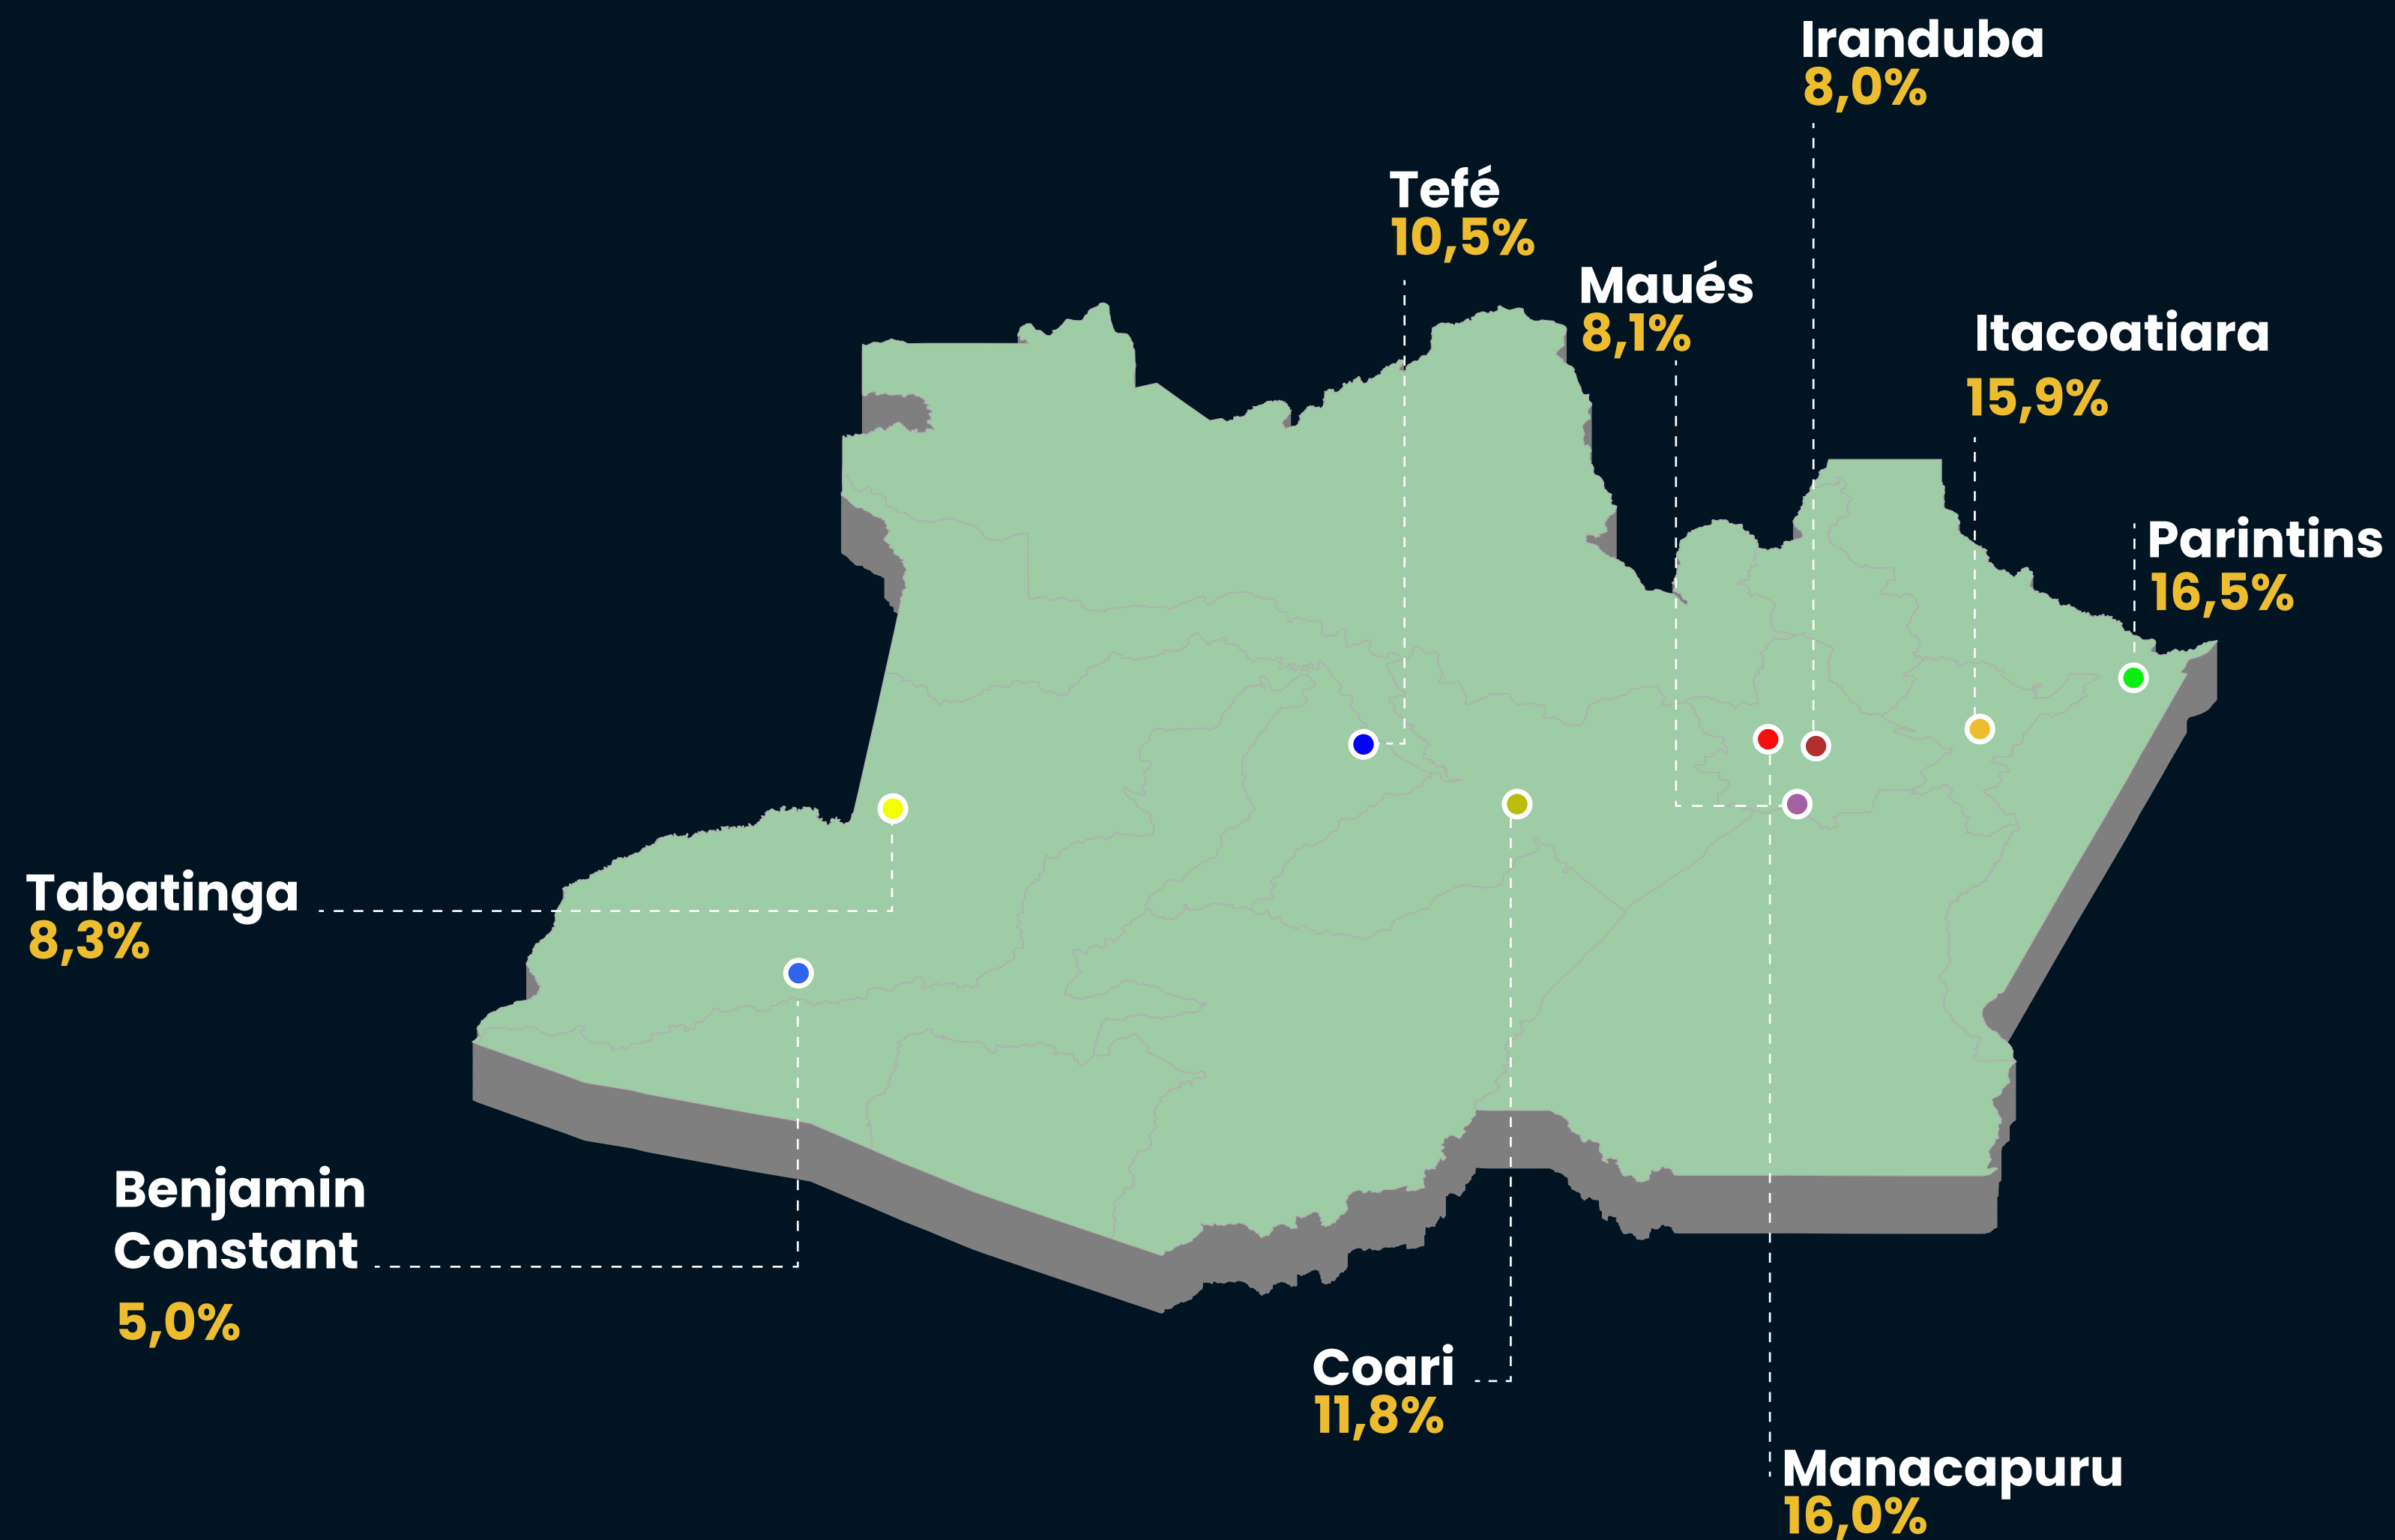 Iranduba
8,0%
Tefé
10,5%
Maués
8,1%
Itacoatiara
15,9%
Parintins
16,5%
Tabatinga
8,3%
Benjamin
Constant
5,0%
Coari
11,8%
Manacapuru
16,0%